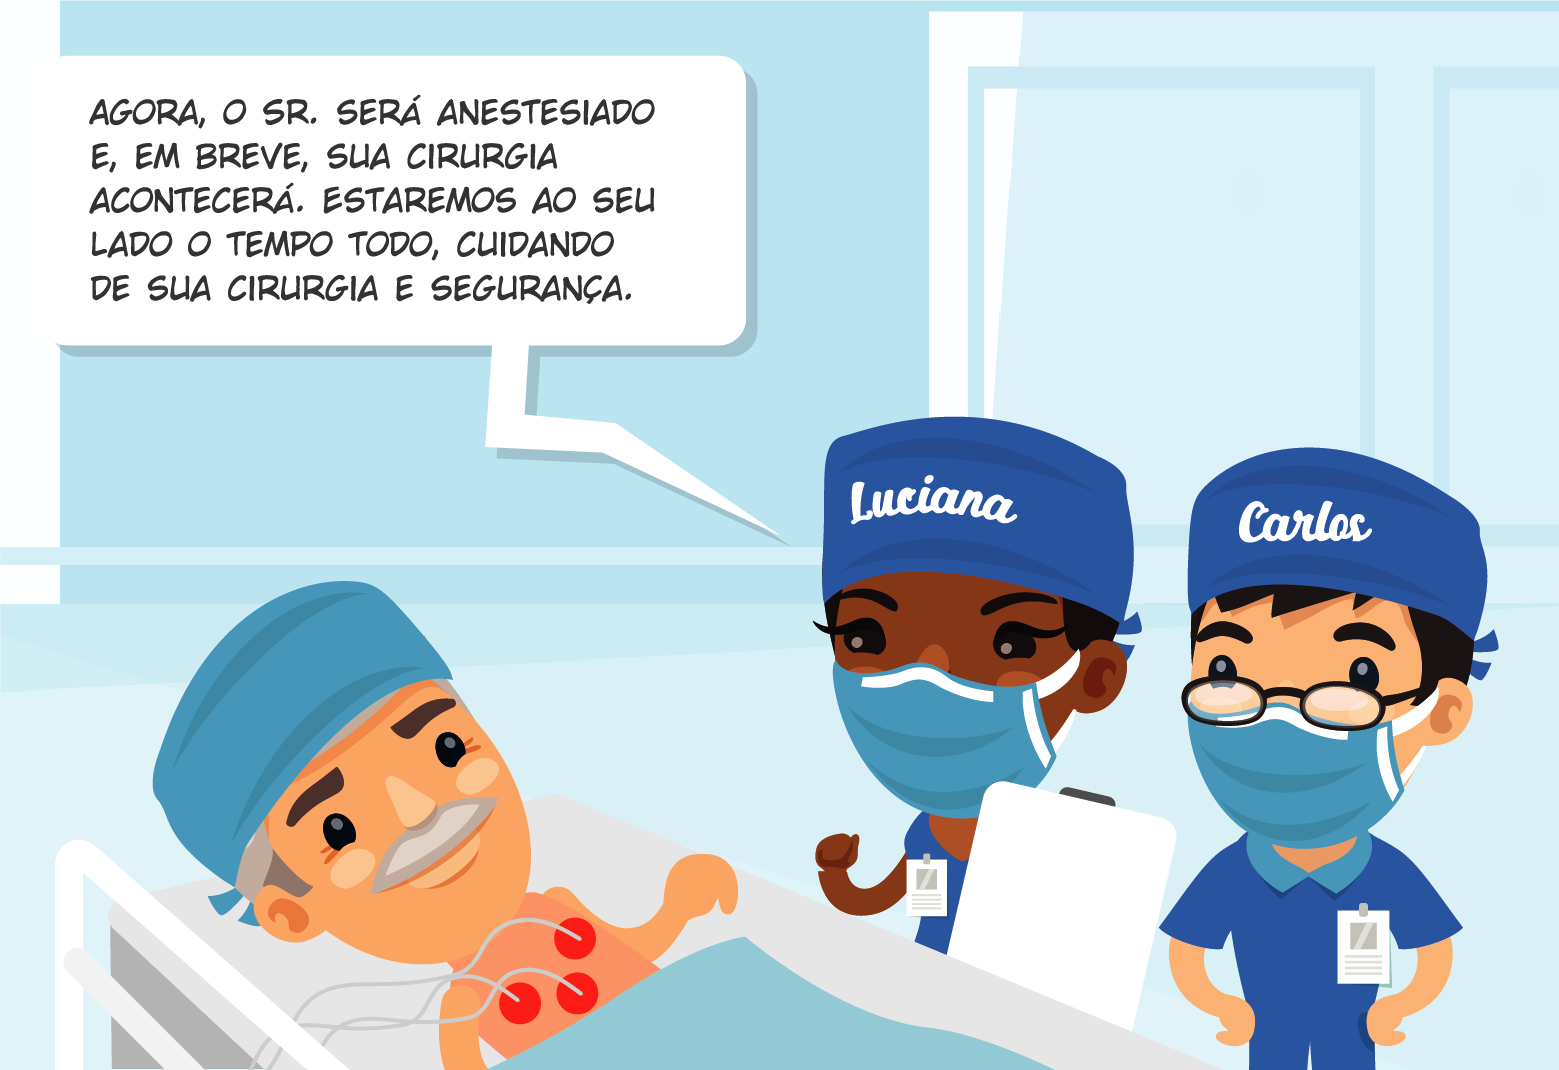 AGORA, O SR. SERÁ ANESTESIADO
E, EM BREVE, SUA CIRURGIA
ACONTECERÁ. ESTAREMOS AO SEU
LADO O TEMPO TODO, CUIDANDO
DE SUA CIRURGIA E SEGURANÇA.
Luciana
Carlos